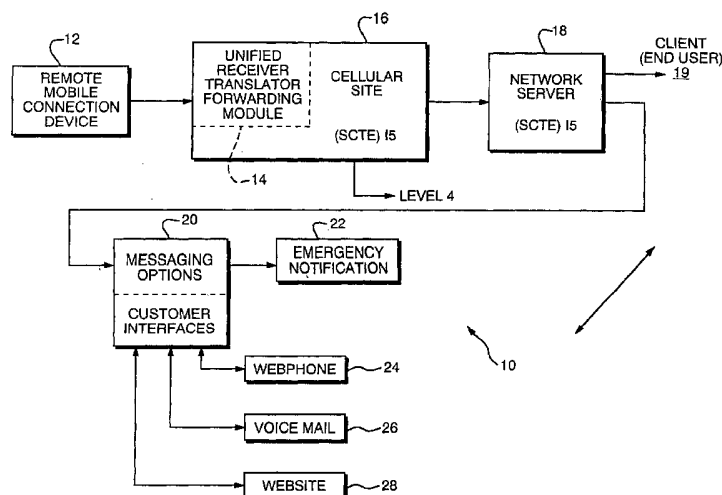 12
REMOTE
MOBILE
CONNECTION
DEVICE
UNIFIED
RECEIVER
TRANSLATOR
FORWARDING
MODULE
14
16
CELLULAR
SITE
(SCTE) I5
LEVEL 4
18
NETWORK
SERVER
(SCTE) I5
CLIENT
(END USER)
19
20
MESSAGING
OPTIONS
CUSTOMER
INTERFACES
22
EMERGENCY
NOTIFICATION
WEBPHONE
24
VOICE MAIL
26
WEBSITE
28
10